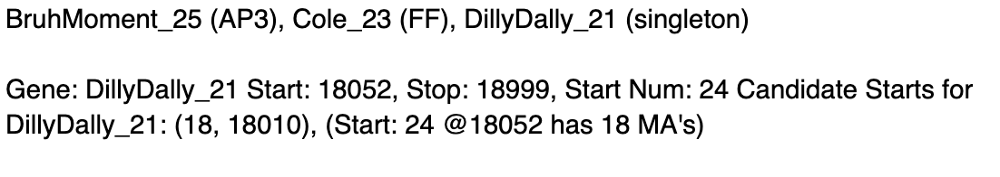 BruhMoment_25 (AP3), Cole_23 (FF), DillyDally_21 (singleton)
Gene: DillyDally_21 Start: 18052, Stop: 18999, Start Num: 24 Candidate Starts for
DillyDally_21: (18, 18010), (Start: 24 @18052 has 18 MA's)